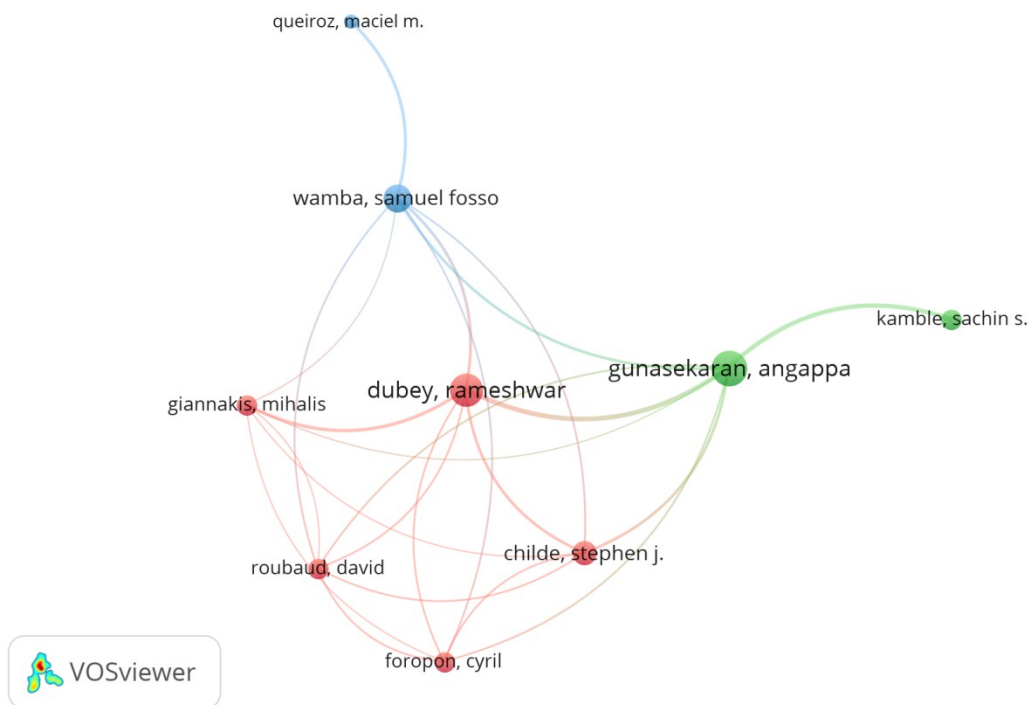 queiroz, maciel m.
wamba, samuel fosso
kamble, sachin s.
gunasekaran, angappa
dubey, rameshwar
giannakis, mihalis
childe, stephen j.
roubaud, david
foropon, cyril
VOSviewer